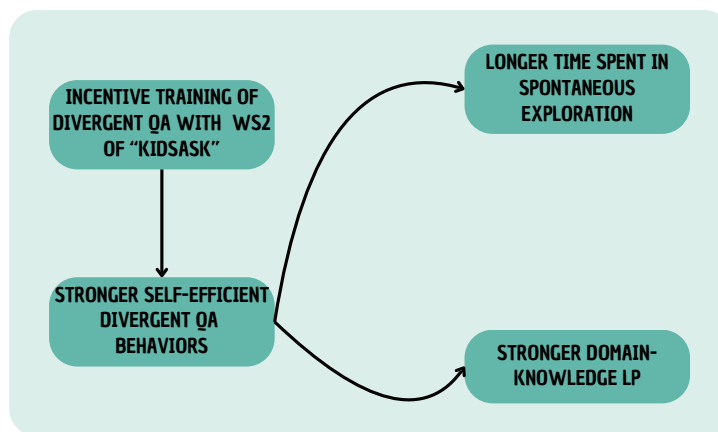 INCENTIVE TRAINING OF
DIVERGENT QA WITH WS2
OF “KIDSASK”
STRONGER SELF-EFFICIENT
DIVERGENT QA
BEHAVIORS
LONGER TIME SPENT IN
SPONTANEOUS
EXPLORATION
STRONGER DOMAIN-
KNOWLEDGE LP